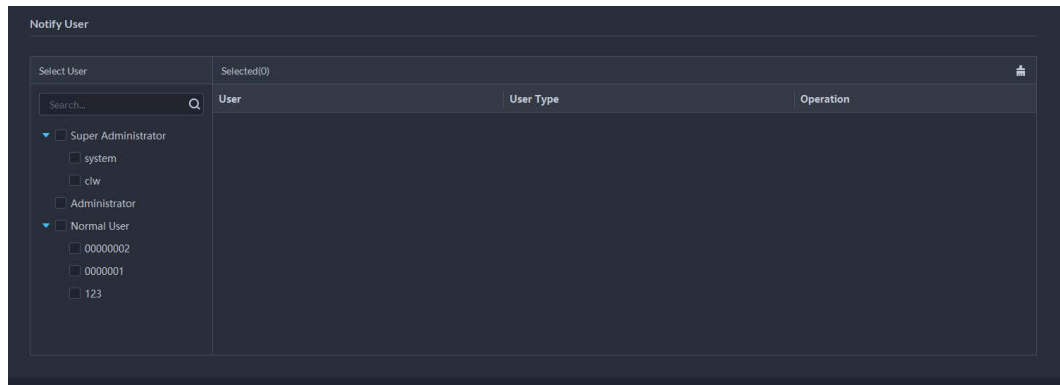 Notify User
Select User
Selected(0)
Search...
User
User Type
Operation
Super Administrator
system
clw
Administrator
Normal User
00000002
0000001
123